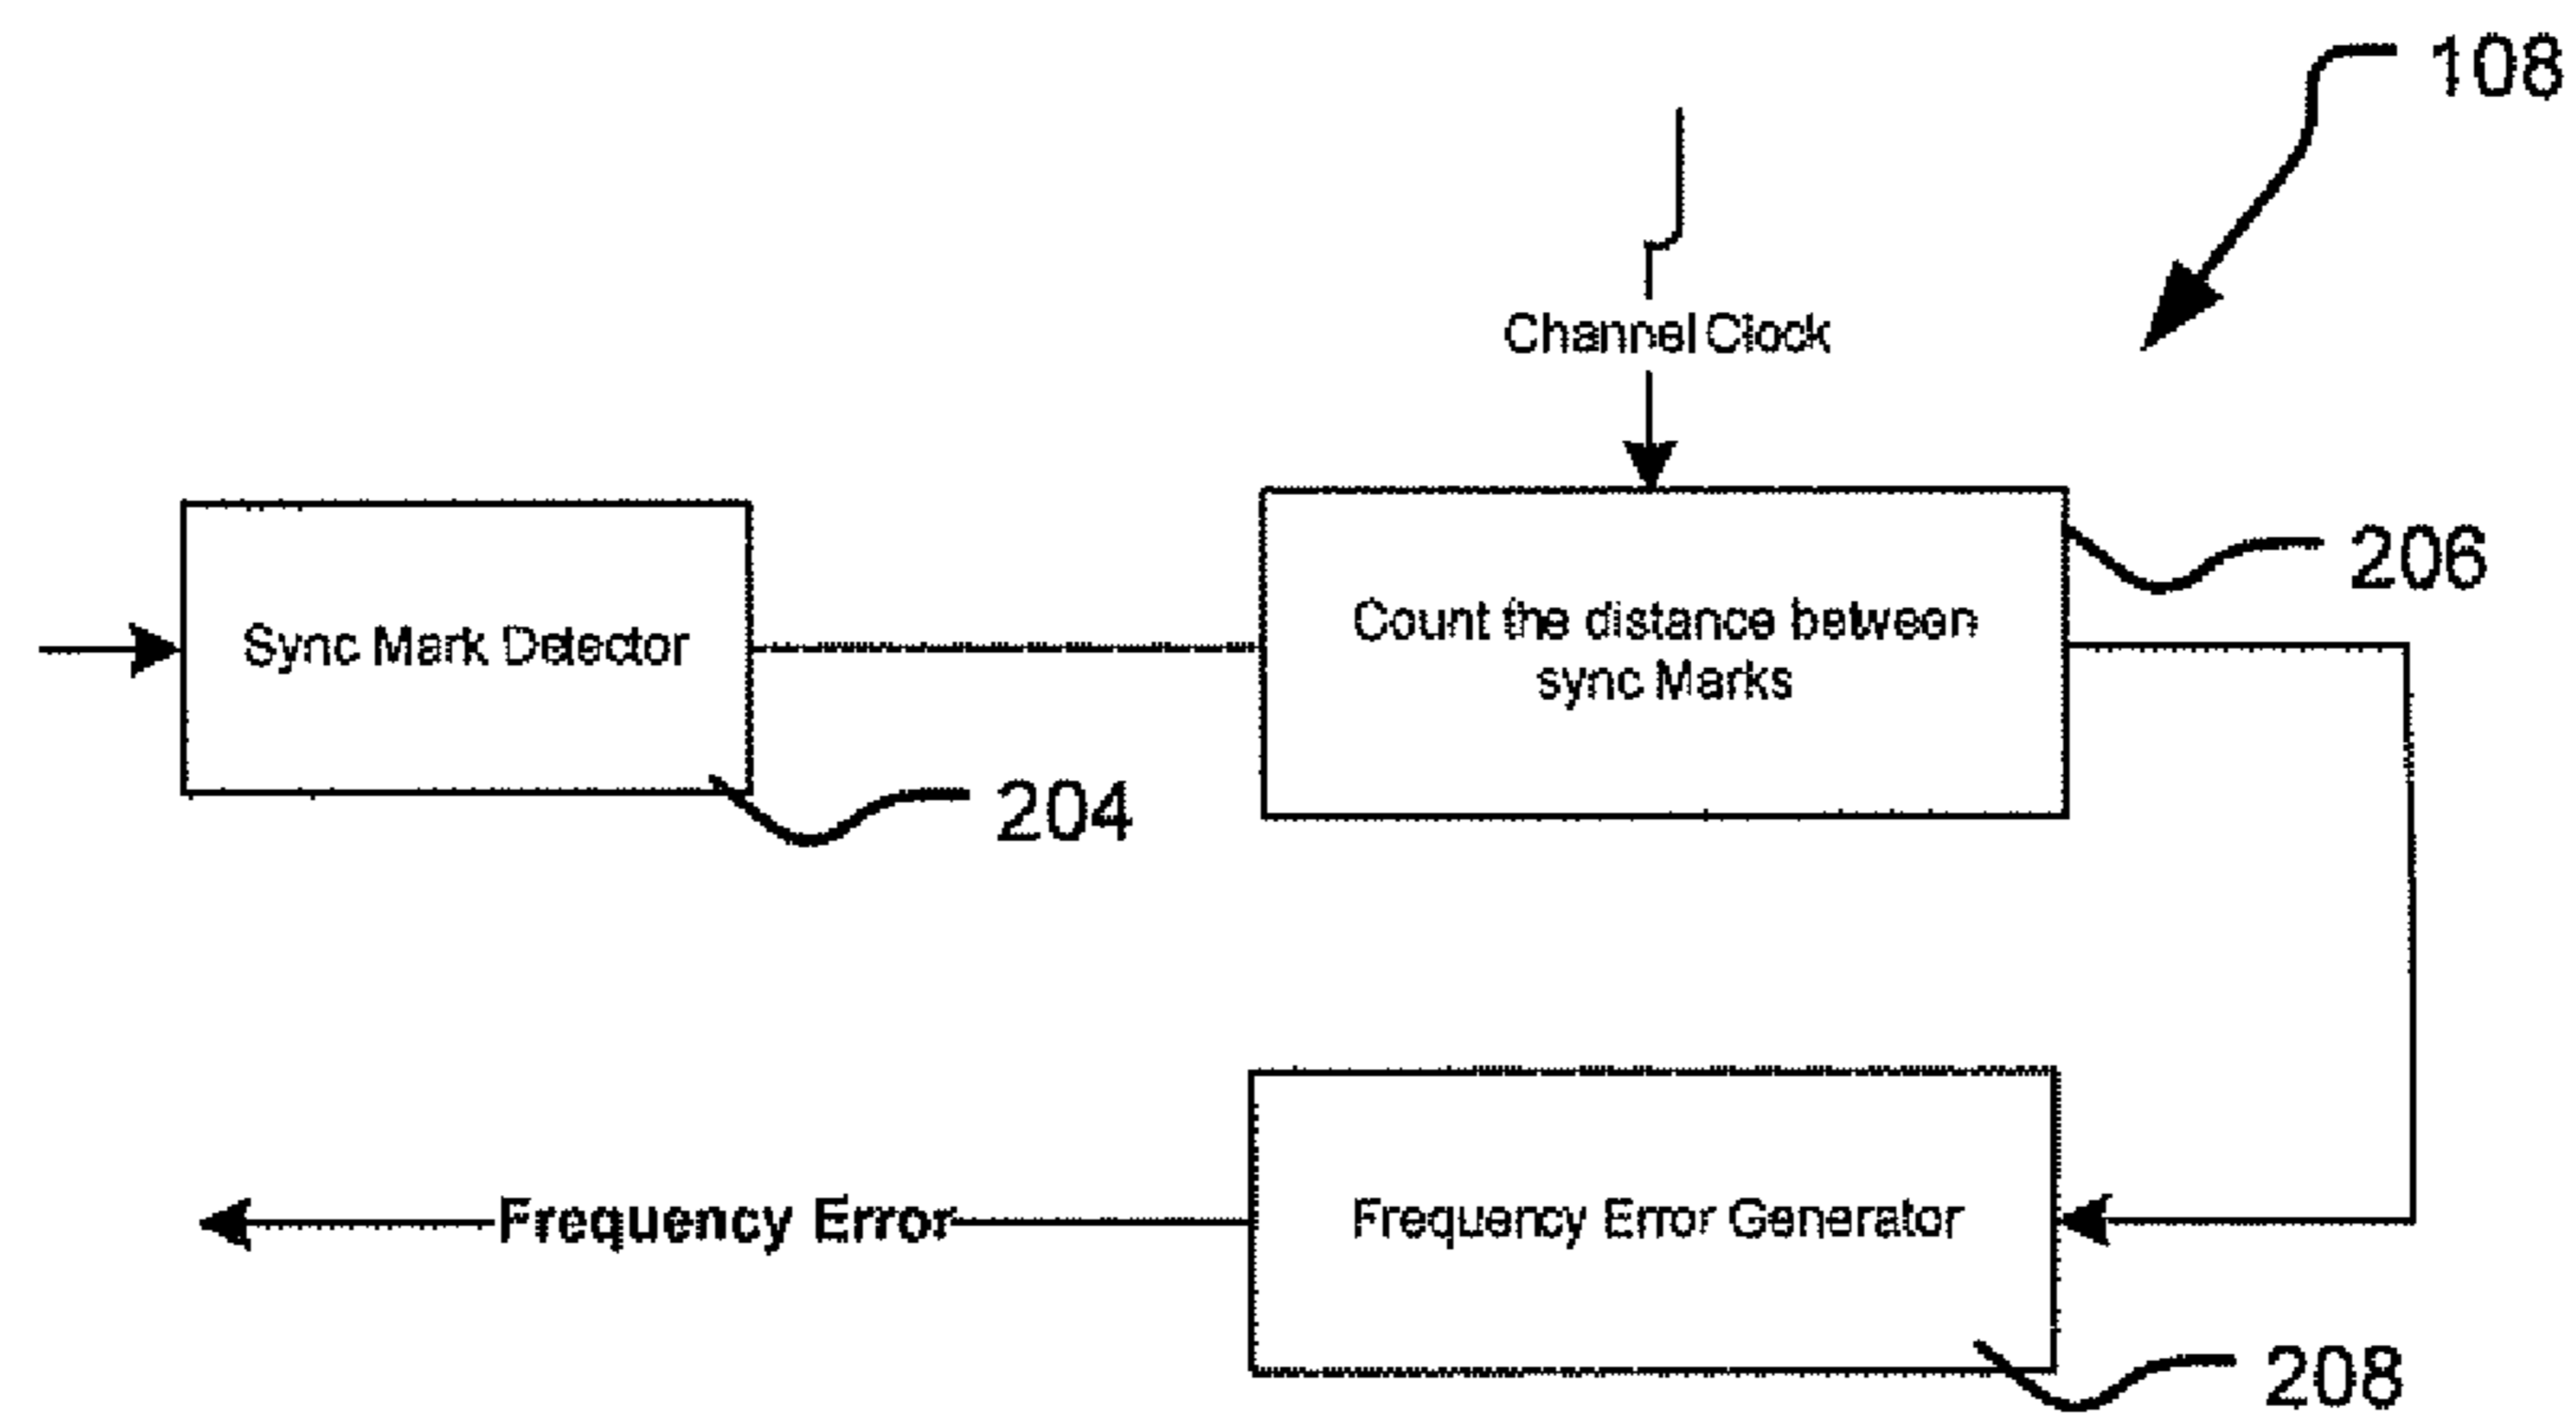 108
Channel Clock
206
Sync Mark Detector
Count the distance between
sync Marks
204
Frequency Error
Frequency Error Generator
208